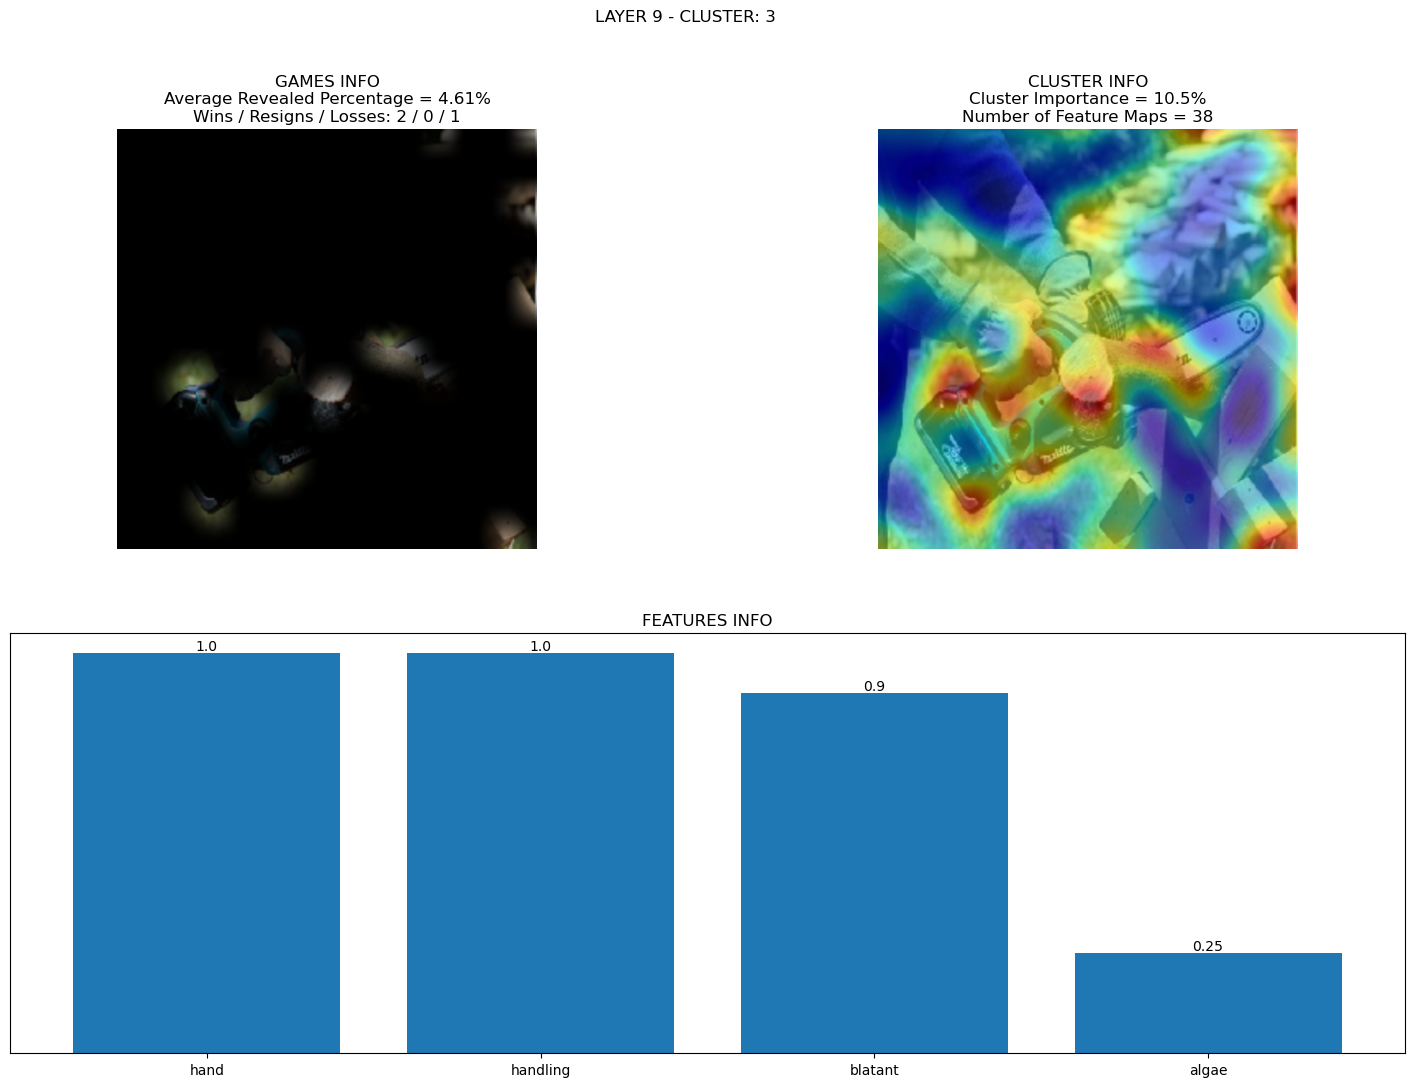 LAYER 9 - CLUSTER: 3
GAMES INFO
Average Revealed Percentage = 4.61%
Wins / Resigns / Losses: 2 / 0 / 1
CLUSTER INFO
Cluster Importance = 10.5%
Number of Feature Maps = 38
FEATURES INFO
1.0
1.0
0.9
0.25
hand
handling
blatant
algae